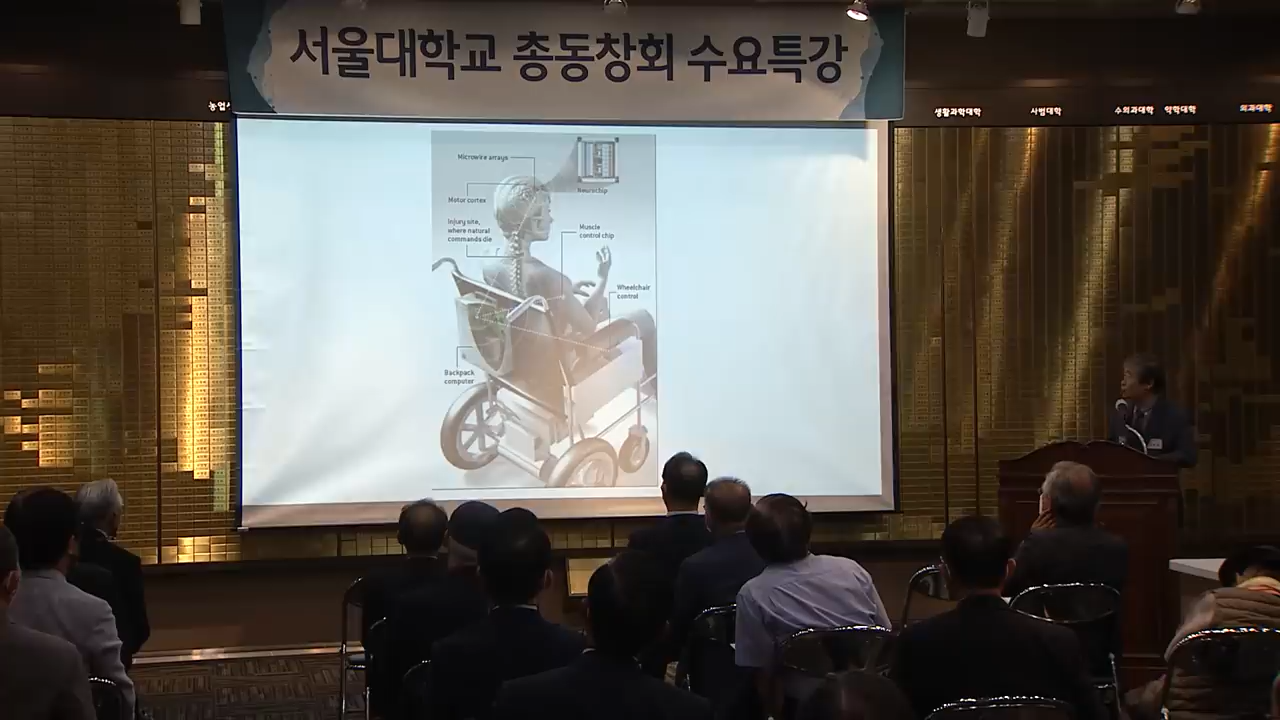 서울대학교 총동창회 수요특강
생활과학대학
사범대학
수의과대학
약학대학
의과대학
Microwire arrays
Neurochip
Motor cortex
Injury site,
where natural
commands die
Muscle
control chip
Wheelchair
control
Backpack
computer